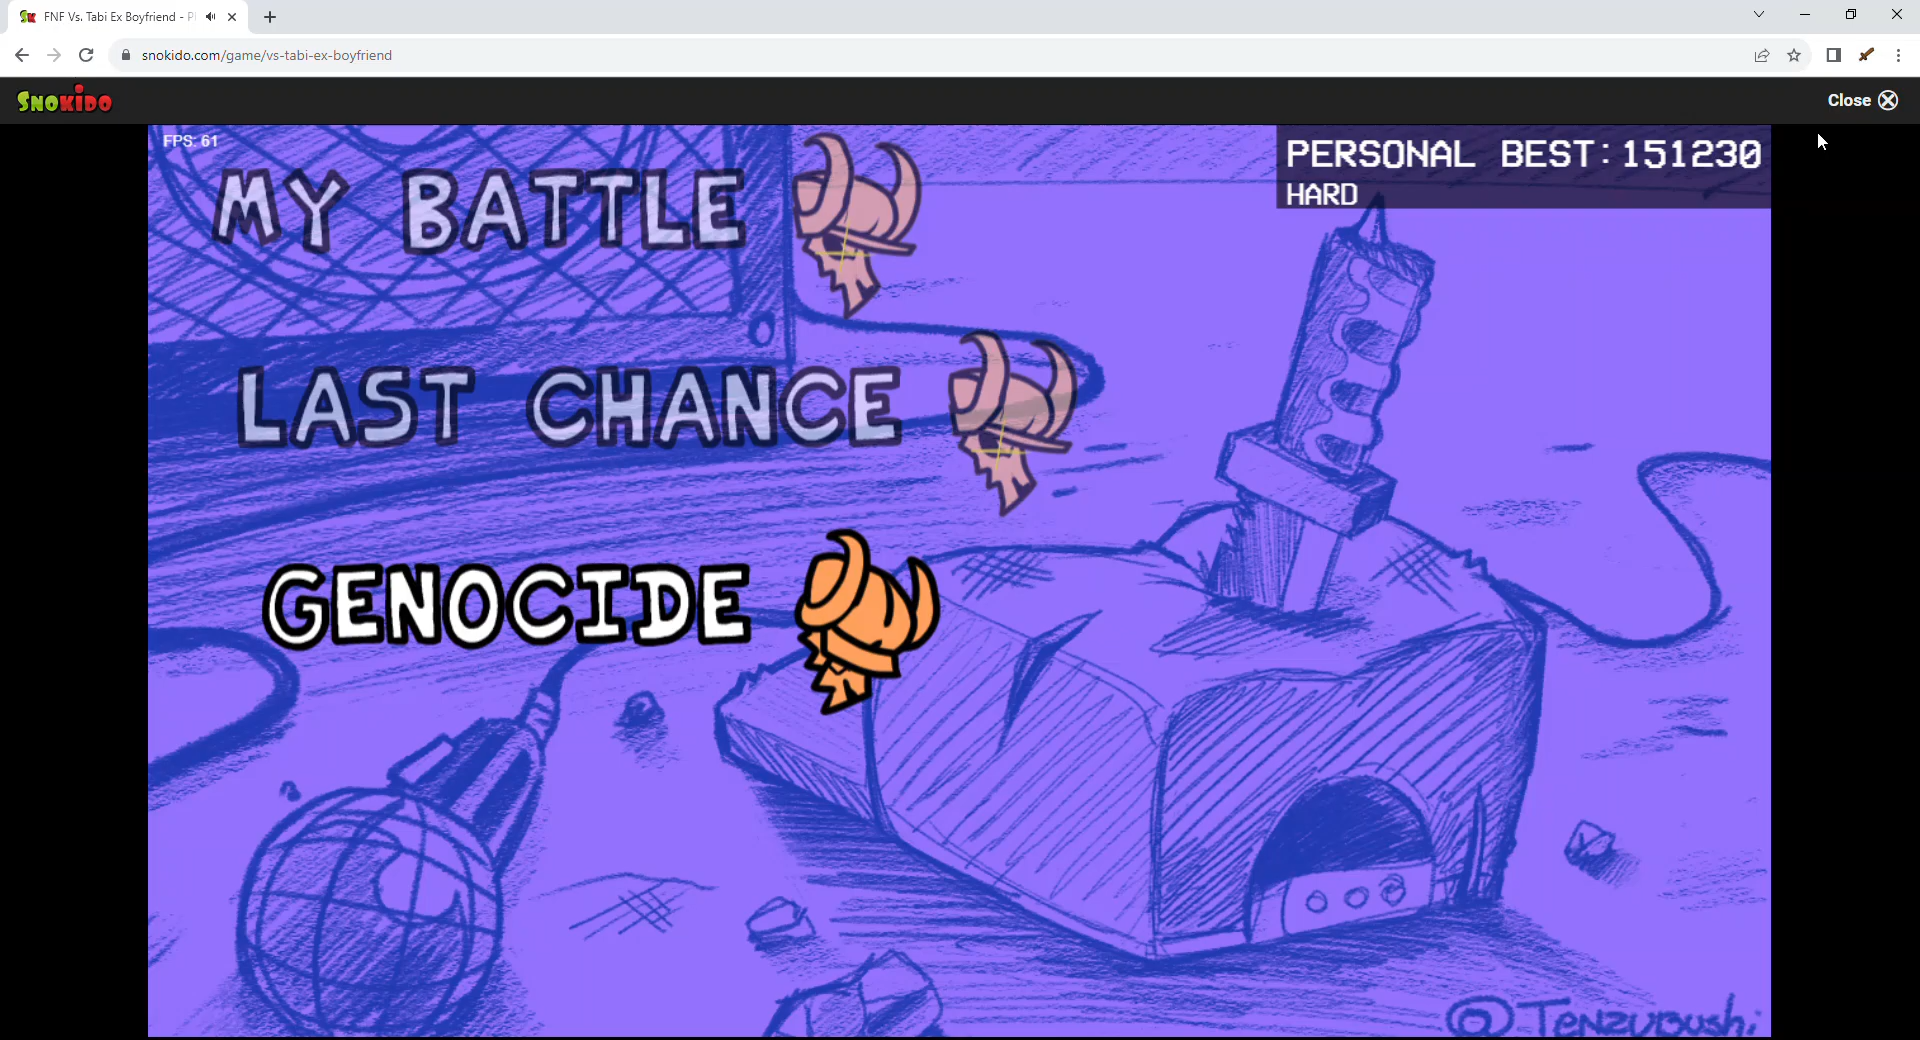 FNF Vs. Tabi Ex Boyfriend -
snokido.com/game/vs-tabi-ex-boyfriend
SNOKIDO
Close
FPS: 61
PERSONAL BEST:151230
HARD
MY BATTLE
LAST CHANCE
GENOCIDE
@Tenzubushi